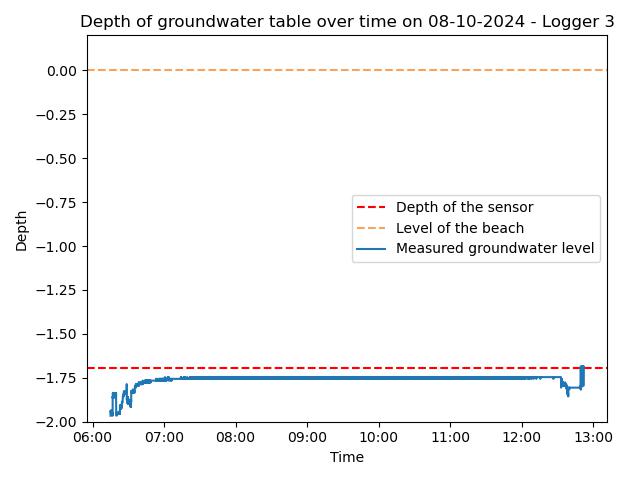 Depth of groundwater table over time on 08-10-2024 - Logger 3
0.00
−0.25
−0.50
−0.75
−1.00
−1.25
−1.50
−1.75
−2.00
Depth
Depth of the sensor
Level of the beach
Measured groundwater level
06:00 07:00 08:00 09:00 10:00 11:00 12:00 13:00
Time